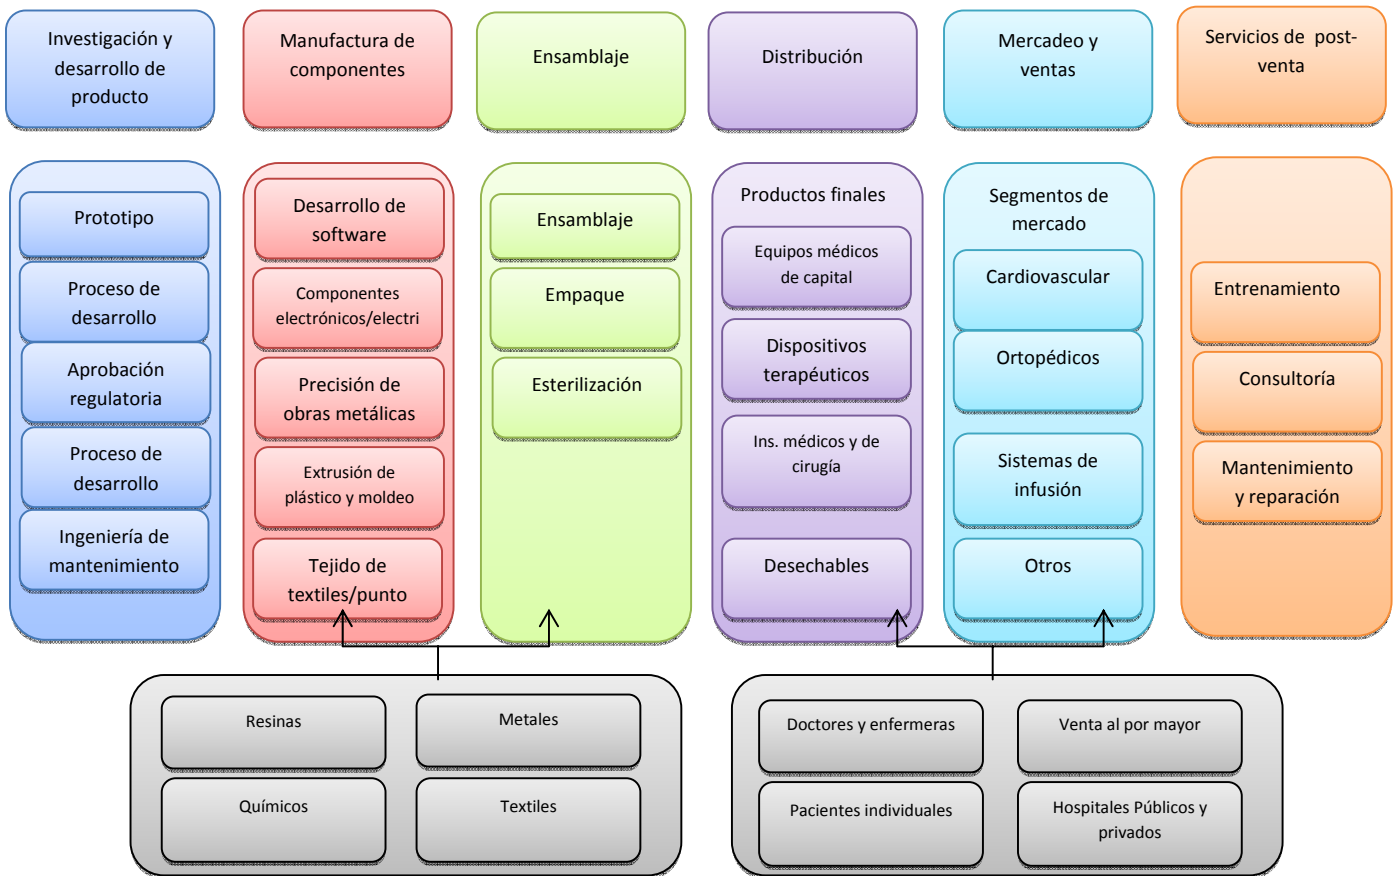 Investigación y
desarrollo de
producto
Manufactura de
componentes
Ensamblaje
Distribución
Mercadeo y
ventas
Servicios de post-
venta
Prototipo
Proceso de
desarrollo
Aprobación
regulatoria
Proceso de
desarrollo
Ingeniería de
mantenimiento
Desarrollo de
software
Componentes
electrónicos/electri
Precisión de
obras metálicas
Extrusión de
plástico y moldeo
Tejido de
textiles/punto
Ensamblaje
Empaque
Esterilización
Productos finales
Equipos médicos
de capital
Dispositivos
terapéuticos
Ins. médicos y de
cirugía
Desechables
Segmentos de
mercado
Cardiovascular
Ortopédicos
Sistemas de
infusión
Otros
Entrenamiento
Consultoría
Mantenimiento
y reparación
Resinas
Metales
Químicos
Textiles
Doctores y enfermeras
Venta al por mayor
Pacientes individuales
Hospitales Públicos y
privados